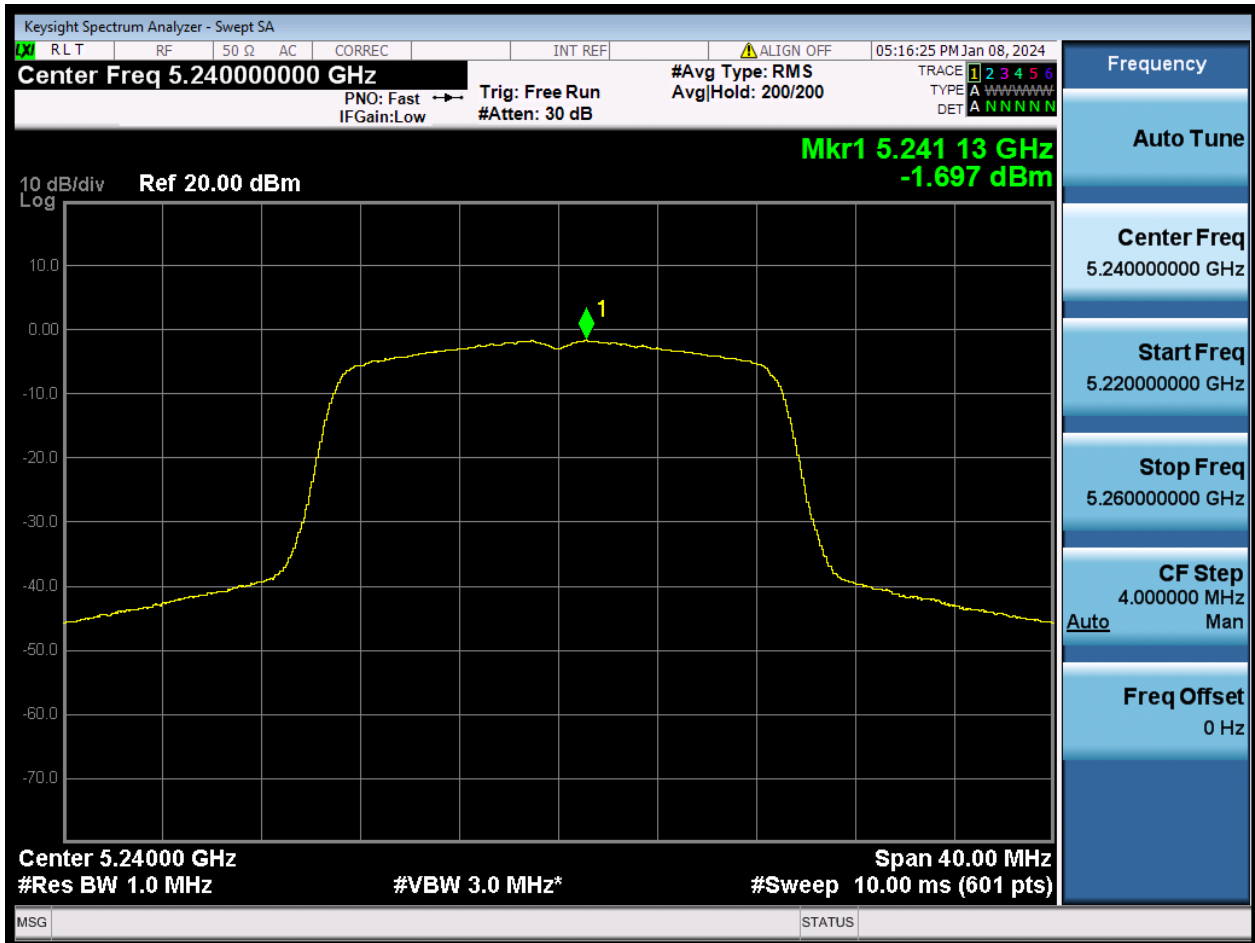 Keysight Spectrum Analyzer - Swept SA
LXI RLT RF 50 Ω AC CORREC INT REF ALIGN OFF 05:16:25 PM Jan 08, 2024
Center Freq 5.240000000 GHz
PNO: Fast
IFGain:Low
Trig: Free Run
#Atten: 30 dB
#Avg Type: RMS
Avg|Hold: 200/200
TRACE 1 2 3 4 5 6
TYPE A WWWWW
DET A N N N N N
Mkr1 5.241 13 GHz
-1.697 dBm
10 dB/div Ref 20.00 dBm
Log
1
10.0
0.00
-10.0
-20.0
-30.0
-40.0
-50.0
-60.0
-70.0
Center 5.24000 GHz Span 40.00 MHz
#Res BW 1.0 MHz #VBW 3.0 MHz* #Sweep 10.00 ms (601 pts)
MSG STATUS
Frequency
Auto Tune
Center Freq
5.240000000 GHz
Start Freq
5.220000000 GHz
Stop Freq
5.260000000 GHz
CF Step
4.000000 MHz
Auto Man
Freq Offset
0 Hz